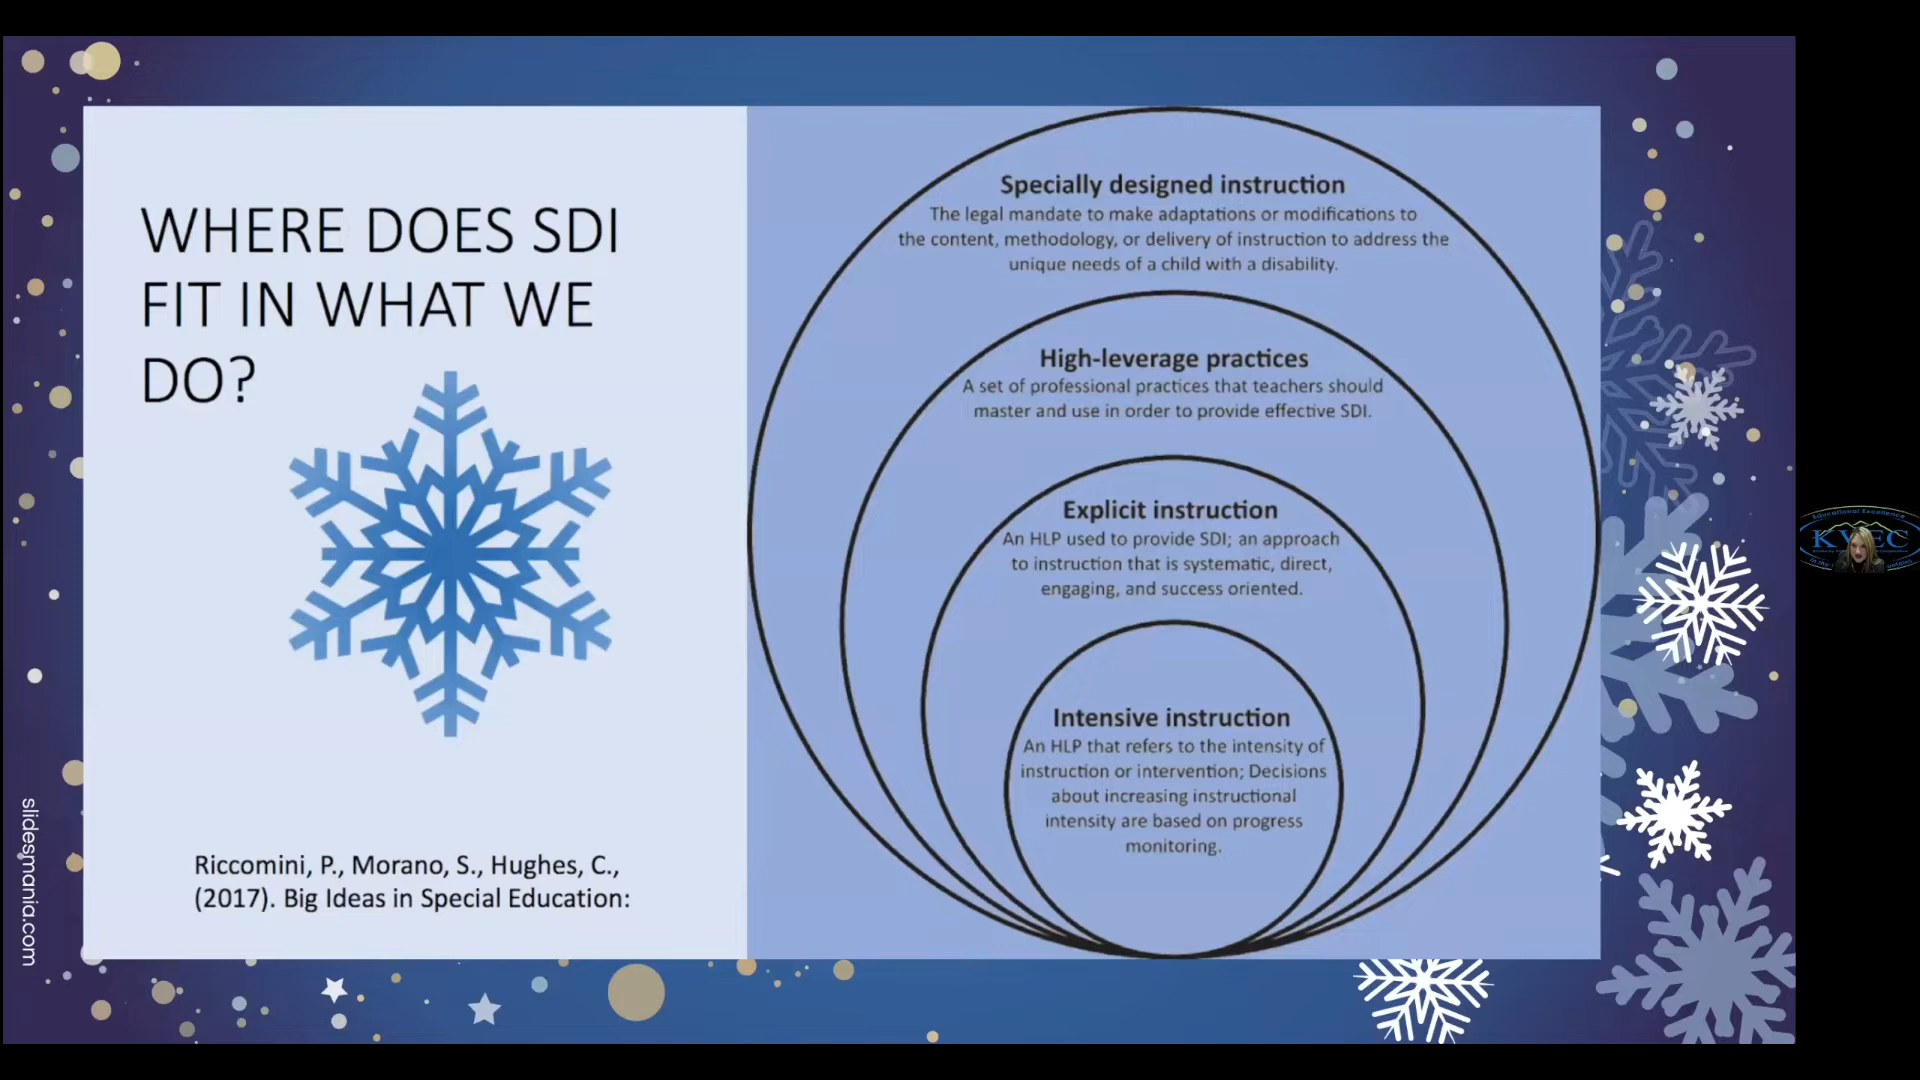 WHERE DOES SDI
FIT IN WHAT WE
DO?
Riccomini, P., Morano, S., Hughes, C.,
(2017). Big Ideas in Special Education:
Specially designed instruction
The legal mandate to make adaptations or modifications to
the content, methodology, or delivery of instruction to address the
unique needs of a child with a disability.
High-leverage practices
A set of professional practices that teachers should
master and use in order to provide effective SDI.
Explicit instruction
An HLP used to provide SDI; an approach
to instruction that is systematic, direct,
engaging, and success oriented.
Intensive instruction
An HLP that refers to the intensity of
instruction or intervention; Decisions
about increasing instructional
intensity are based on progress
monitoring.
slidesmania.com
Educational Excellence